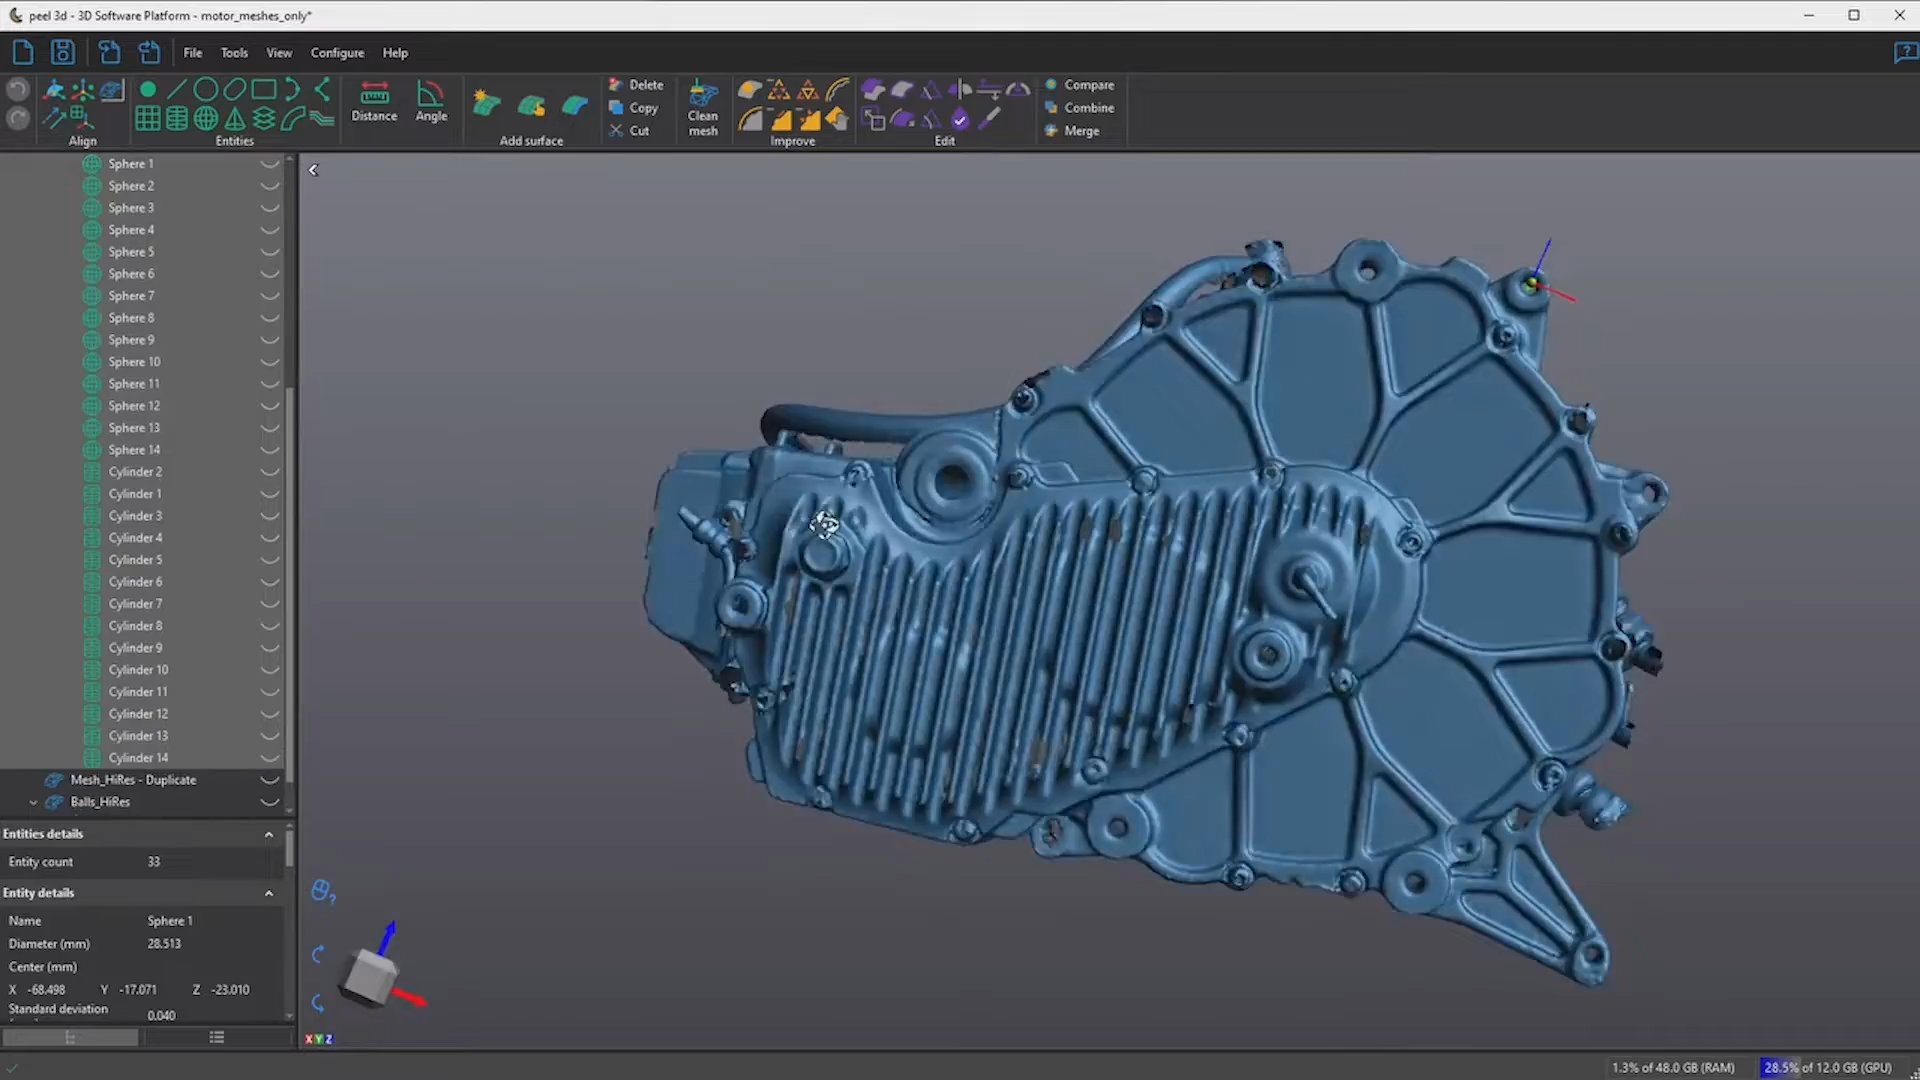 peel 3d - 3D Software Platform - motor_meshes_only*
File Tools View Configure Help
Align
Entities
Distance
Angle
Add surface
Delete
Copy
Cut
Clean mesh
Improve
Edit
Compare
Combine
Merge
Sphere 1
Sphere 2
Sphere 3
Sphere 4
Sphere 5
Sphere 6
Sphere 7
Sphere 8
Sphere 9
Sphere 10
Sphere 11
Sphere 12
Sphere 13
Sphere 14
Cylinder 2
Cylinder 1
Cylinder 3
Cylinder 4
Cylinder 5
Cylinder 6
Cylinder 7
Cylinder 8
Cylinder 9
Cylinder 10
Cylinder 11
Cylinder 12
Cylinder 13
Cylinder 14
Mesh_HiRes - Duplicate
Balls_HiRes
Entities details
Entity count 33
Entity details
Name Sphere 1
Diameter (mm) 28.513
Center (mm)
X -68.498 Y -17.071 Z -23.010
Standard deviation 0.040
XYZ
1.3% of 48.0 GB (RAM) 28.5% of 12.0 GB (GPU)